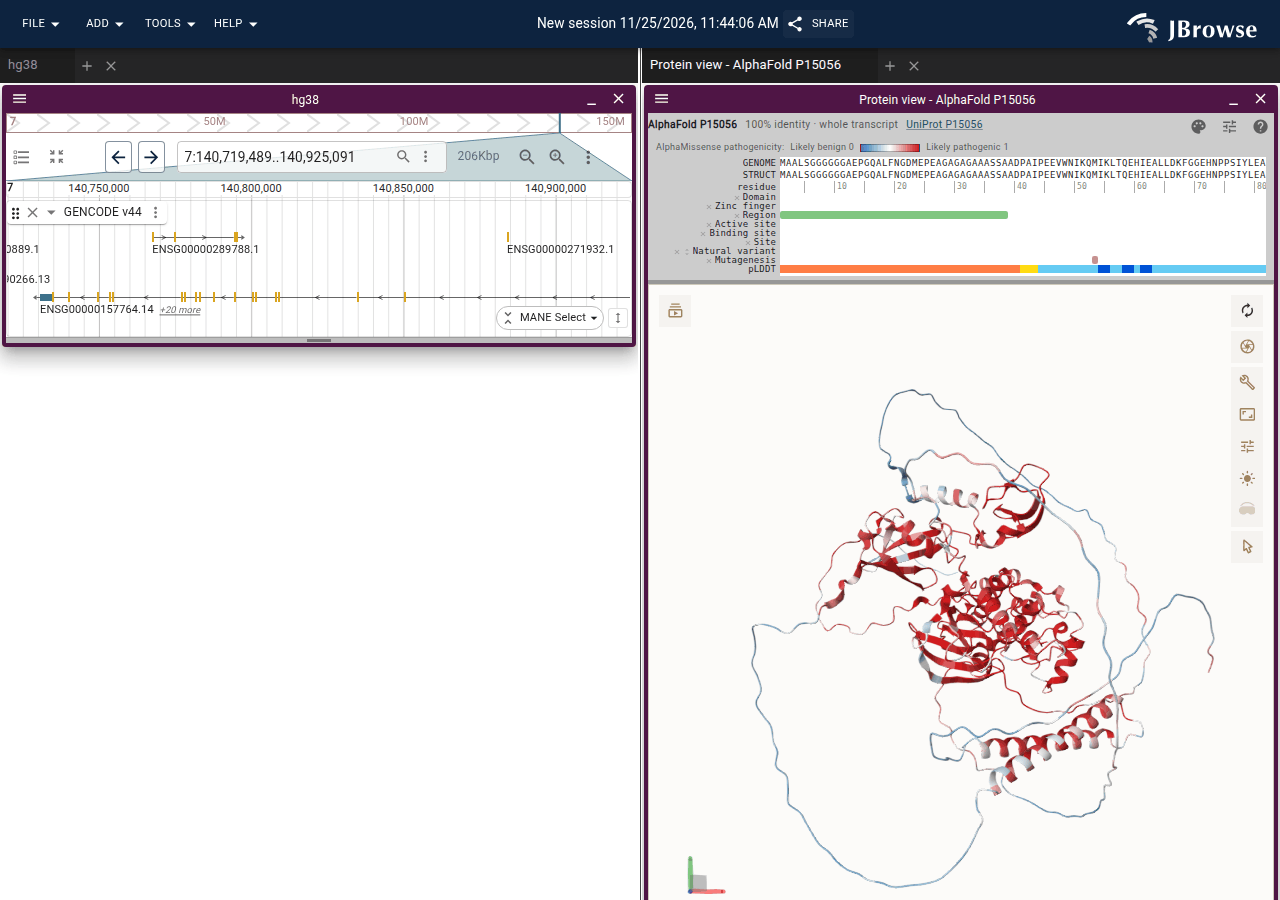 FILE ADD TOOLS HELP New session 11/25/2026, 11:44:06 AM SHARE JBrowse
hg38
Protein view - AlphaFold P15056
hg38
7 50M 100M 150M
7:140,719,489..140,925,091 206Kbp
7 140,750,000 140,800,000 140,850,000 140,900,000
GENCODE v44
0889.1 ENSG00000289788.1 ENSG00000271932.1
00266.13
ENSG00000157764.14 +20 more
MANE Select
Protein view - AlphaFold P15056
AlphaFold P15056 100% identity · whole transcript UniProt P15056
AlphaMissense pathogenicity: Likely benign 0 Likely pathogenic 1
GENOME MAALSGGGGGGAEPGQALFNGDMEPEAGAGAGAAASSAADPAIPEEVWNIKQMIKLTQEHIEALLDKFGGEHNPPSIYLEA
STRUCT MAALSGGGGGGAEPGQALFNGDMEPEAGAGAGAAASSAADPAIPEEVWNIKQMIKLTQEHIEALLDKFGGEHNPPSIYLEA
residue 10 20 30 40 50 60 70 80
Domain
Zinc finger
Region
Active site
Binding site
Site
Natural variant
Mutagenesis
pLDDT